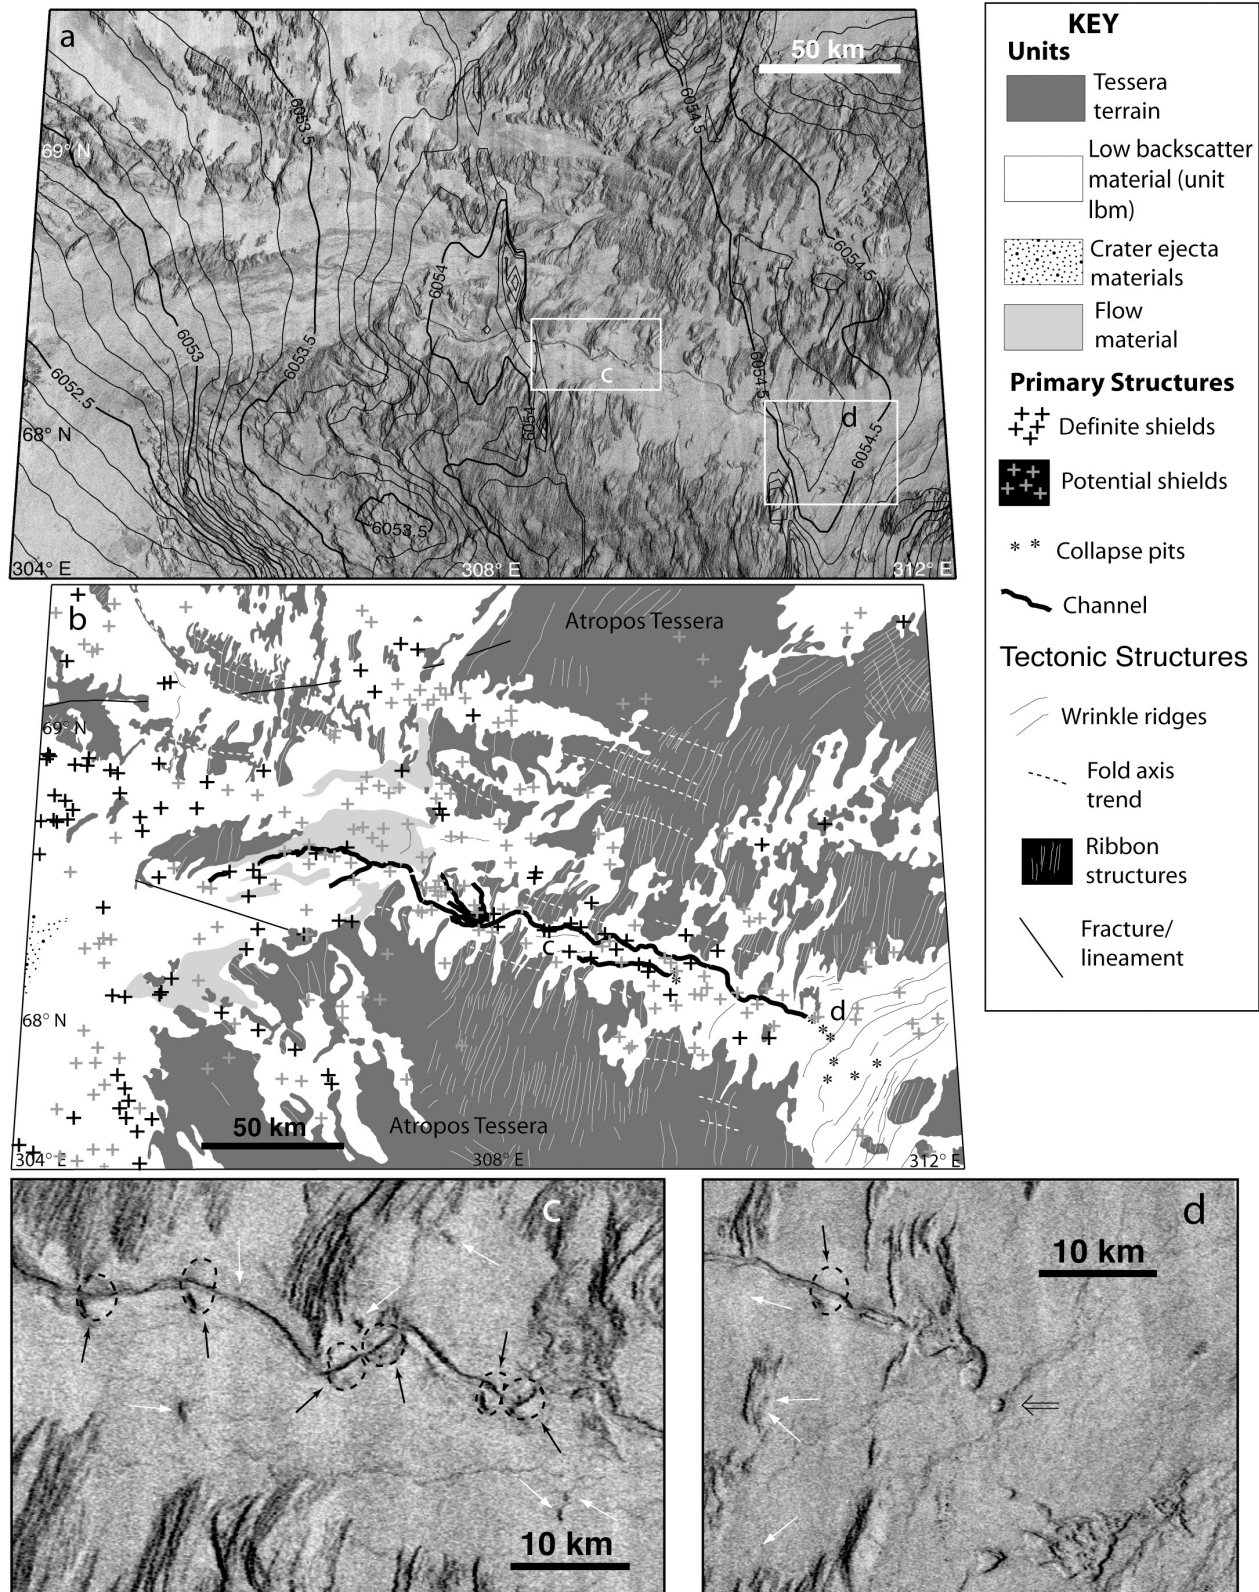 a
50 km
6053.5
6054.5
69° N
6054
6054.5
6053
6053.5
6054.5
c
6052.5
d
68° N
6054
6054.5
6053.5
304° E
308° E
312° E
b
Atropos Tessera
69° N
c
d
68° N
50 km
Atropos Tessera
304° E
308° E
312° E
c
10 km
d
10 km
KEY
Units
Tessera
terrain
Low backscatter
material (unit
lbm)
Crater ejecta
materials
Flow
material
Primary Structures
Definite shields
Potential shields
Collapse pits
Channel
Tectonic Structures
Wrinkle ridges
Fold axis
trend
Ribbon
structures
Fracture/
lineament